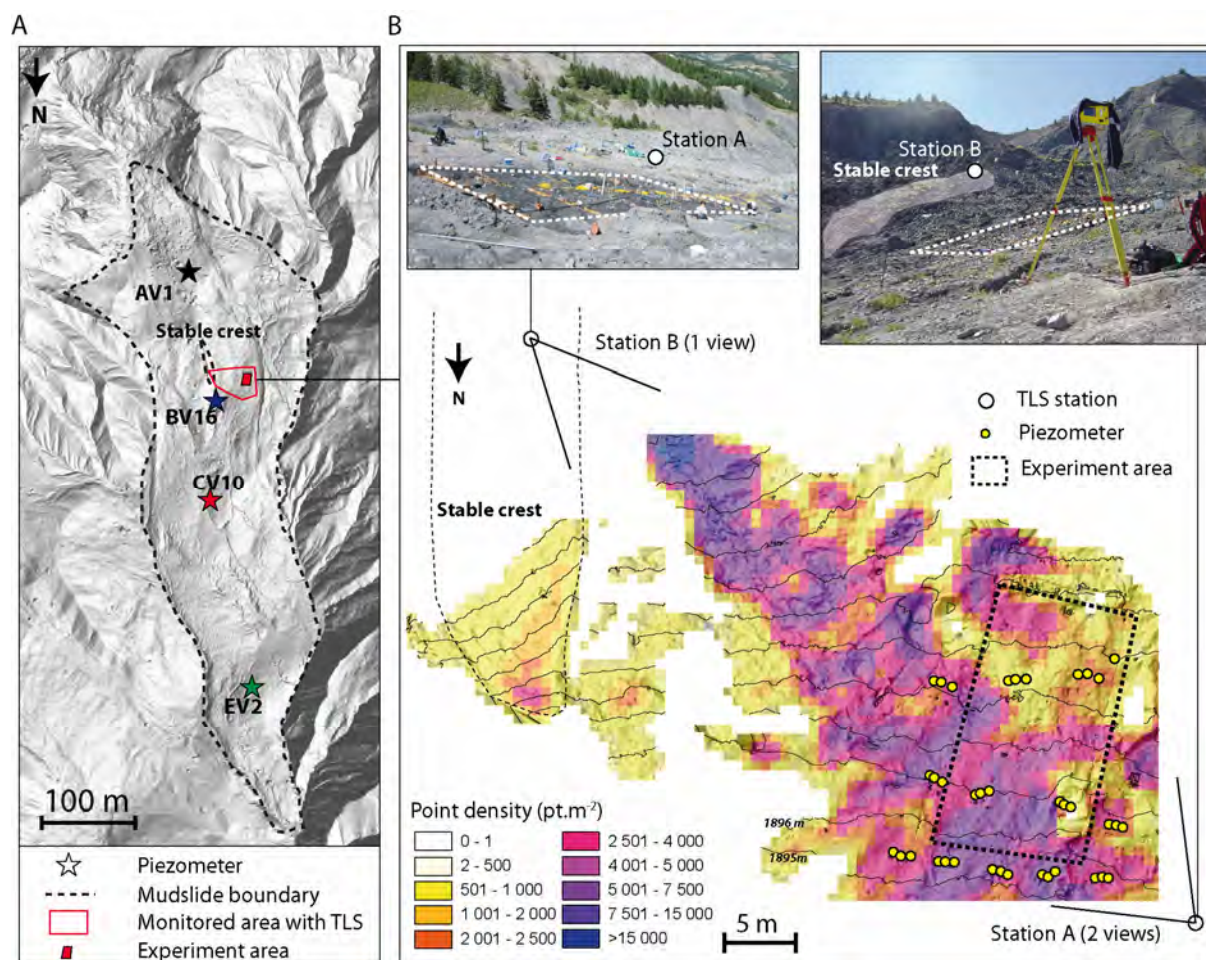 A
N
AV1
Stable crest
BV16
CV10
EV2
100 m
Piezometer
Mudslide boundary
Monitored area with TLS
Experiment area
B
Station A
Station B
Stable crest
Station B (1 view)
N
TLS station
Piezometer
Experiment area
Stable crest
1896 m
1895m
Point density (pt.m⁻²)
0 - 1
2 - 500
501 - 1 000
1 001 - 2 000
2 001 - 2 500
2 501 - 4 000
4 001 - 5 000
5 001 - 7 500
7 501 - 15 000
>15 000
5 m
Station A (2 views)